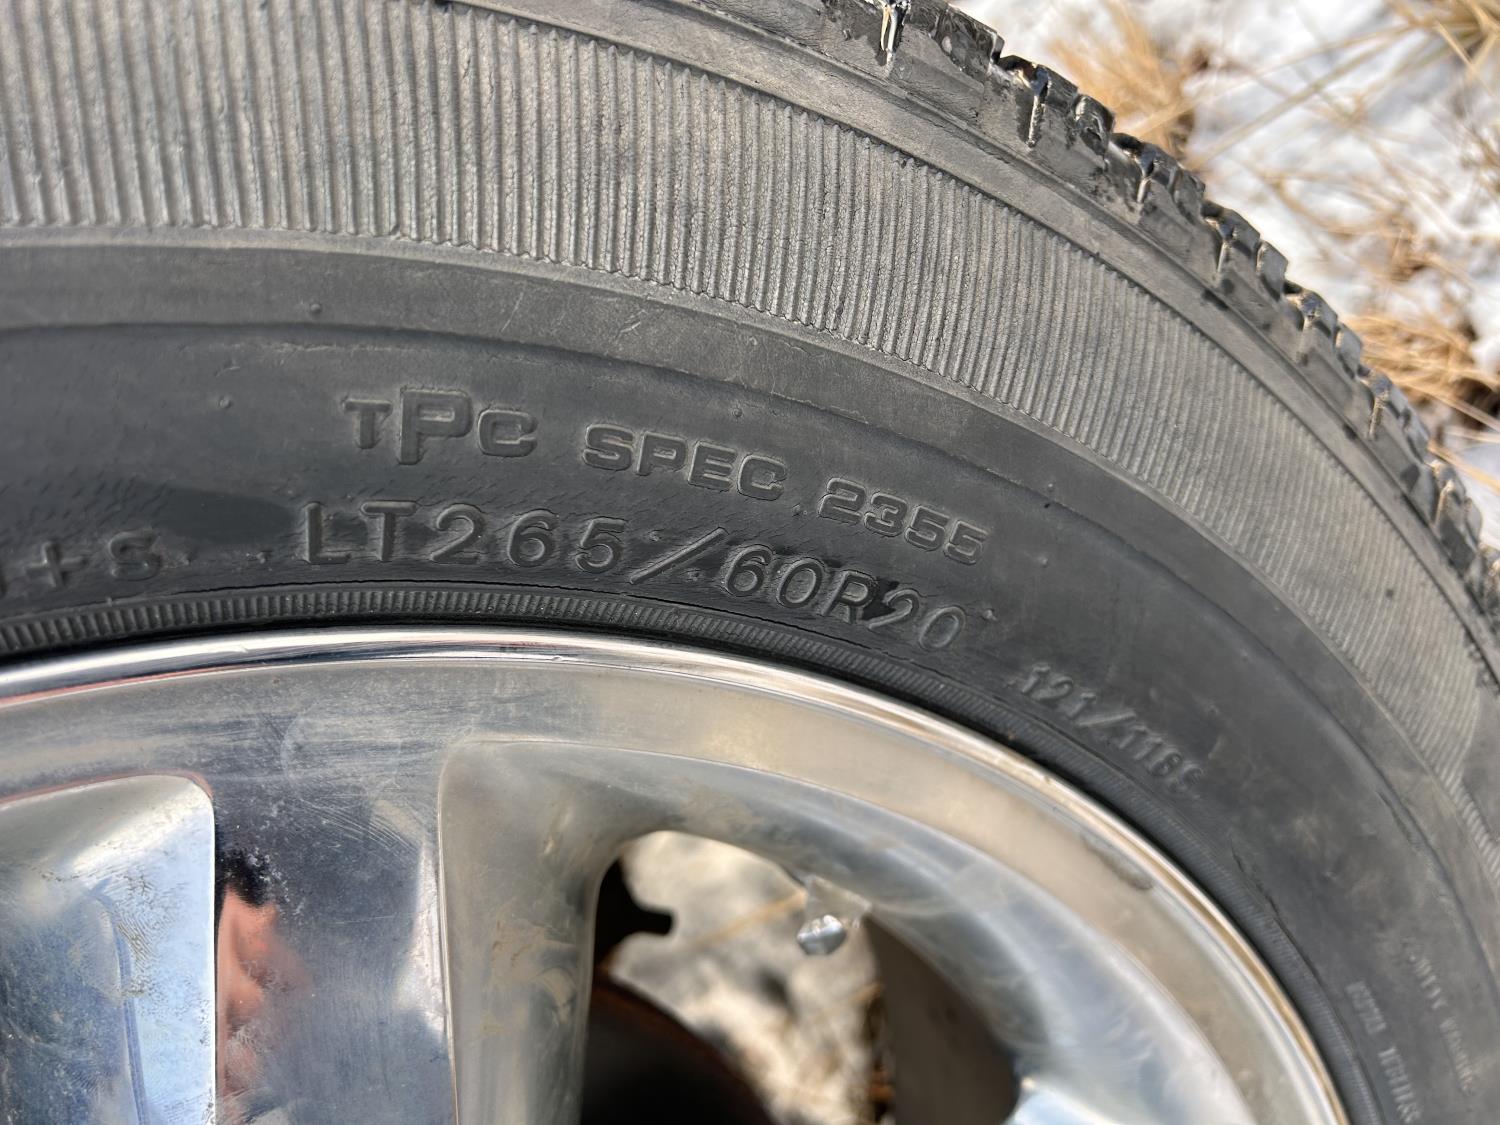 TPC SPEC 2355
+S
LT265/60R20
121/118S